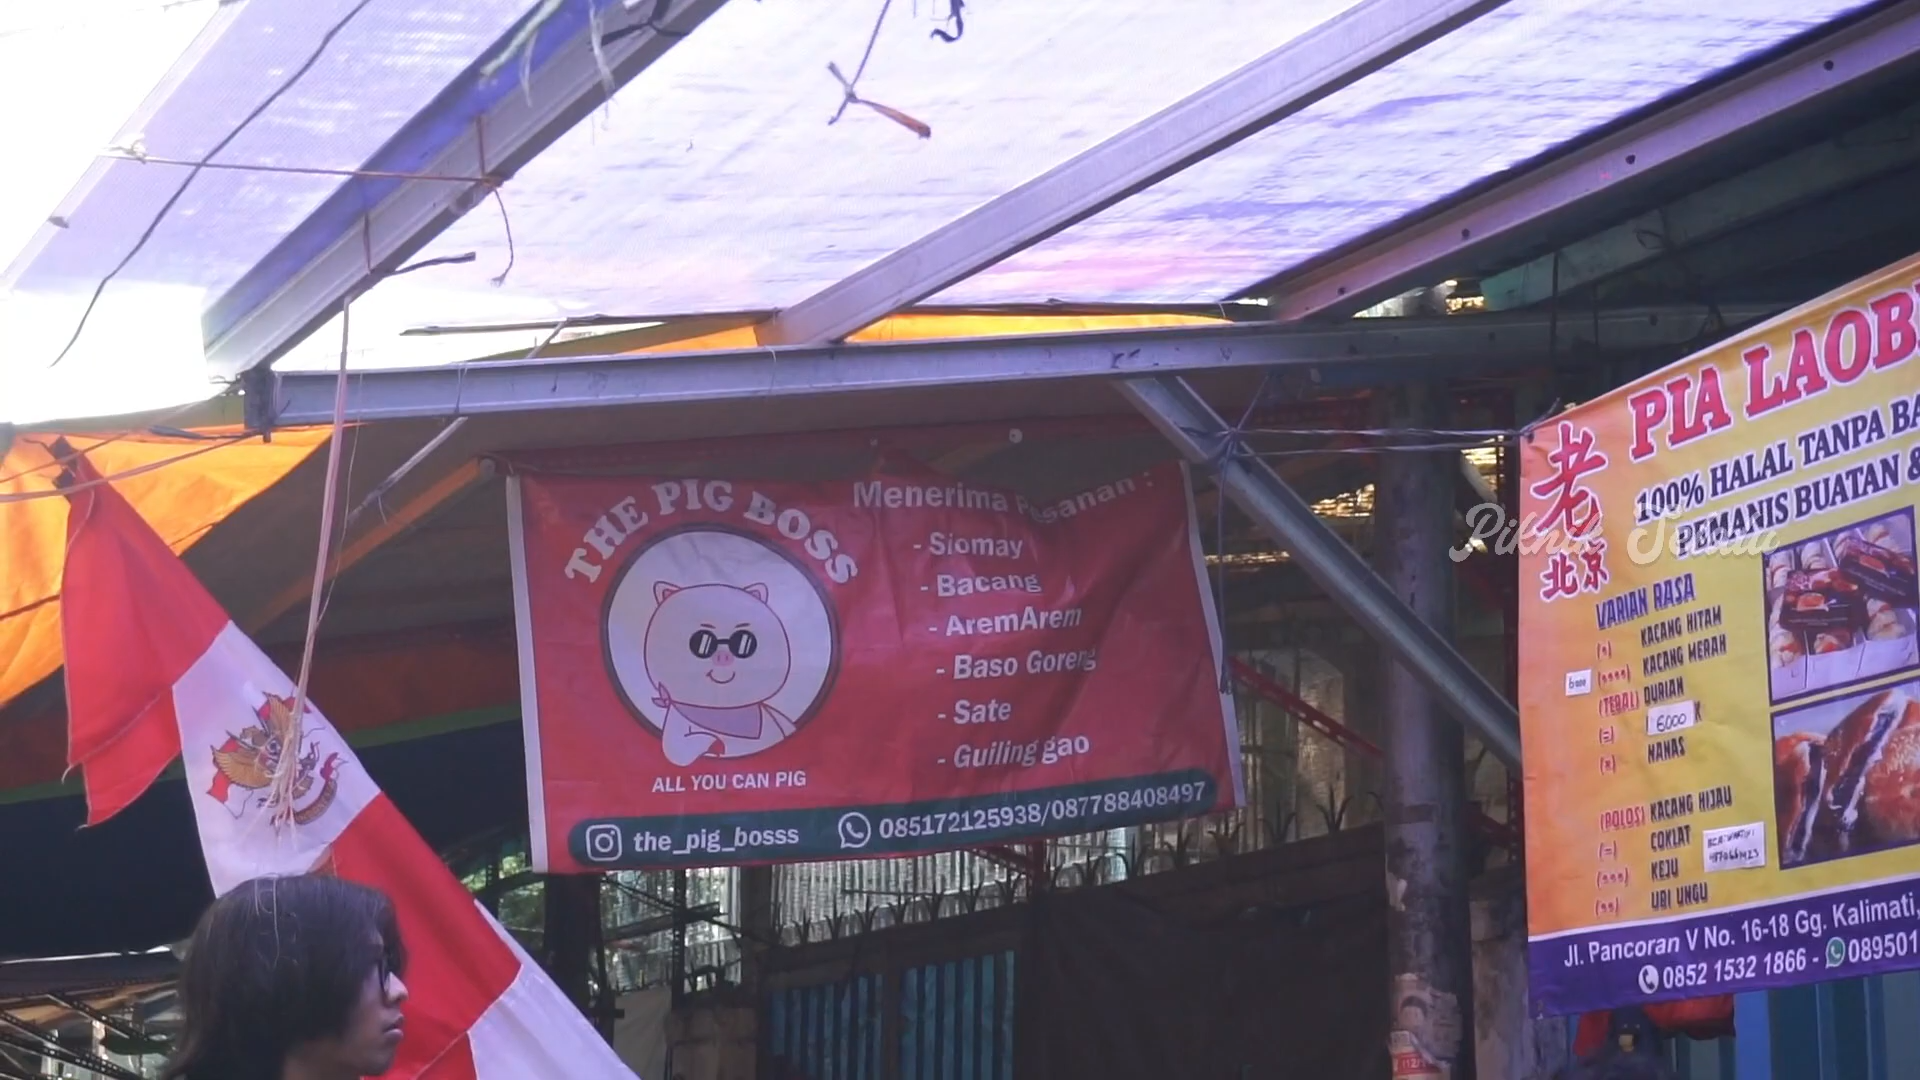 THE PIG BOSS
ALL YOU CAN PIG
Menerima Pesanan :
- Siomay
- Bacang
- AremArem
- Baso Goreng
- Sate
- Guiling gao
the_pig_bosss
085172125938/087788408497
老
北京
PIA LAOB
100% HALAL TANPA BA
PEMANIS BUATAN &
VARIAN RASA
KACANG HITAM
KACANG MERAH
(TEBAL) DURIAN
6000 K
NANAS
(POLOS) KACANG HIJAU
COKLAT
KEJU
UBI UNGU
Jl. Pancoran V No. 16-18 Gg. Kalimati,
0852 1532 1866 - 089501
Piknik